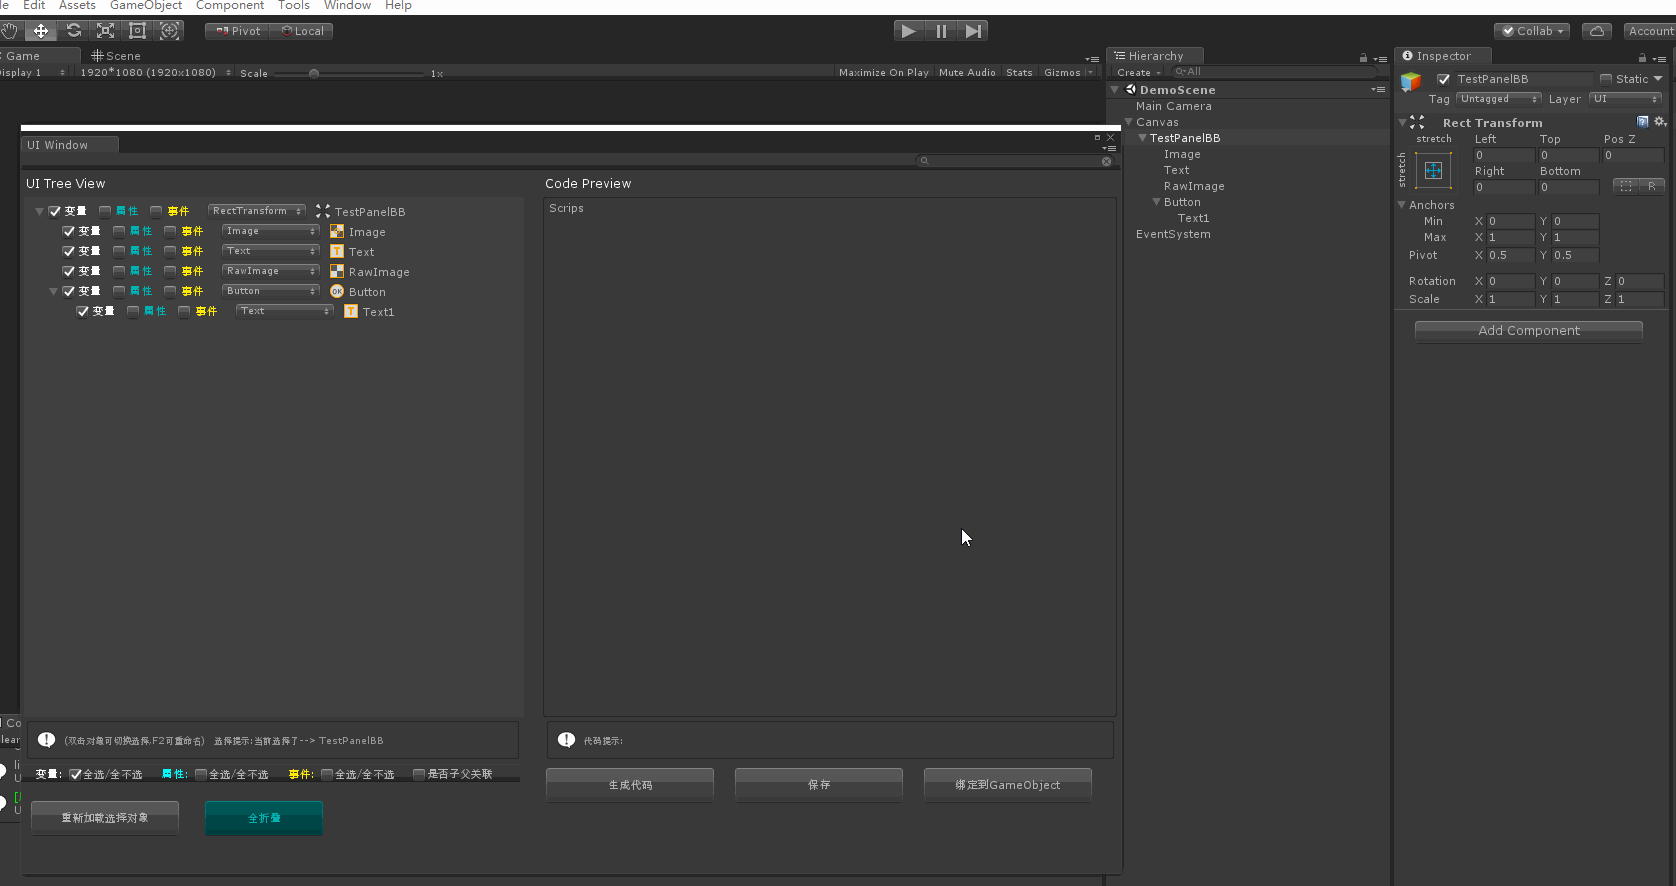 le Edit Assets GameObject Component Tools Window Help
Pivot Local
Collab
Account
Game
Scene
isplay 1
1920*1080 (1920x1080)
Scale 1x
Maximize On Play Mute Audio Stats Gizmos
Hierarchy
Create
All
DemoScene
Main Camera
Canvas
TestPanelBB
Image
Text
RawImage
Button
Text1
EventSystem
Inspector
TestPanelBB Static
Tag Untagged Layer UI
Rect Transform
stretch Left Top Pos Z
stretch
0 0 0
Right Bottom
0 0 R
Anchors
Min X 0 Y 0
Max X 1 Y 1
Pivot X 0.5 Y 0.5
Rotation X 0 Y 0 Z 0
Scale X 1 Y 1 Z 1
Add Component
UI Window
UI Tree View
变量 属性 事件 RectTransform TestPanelBB
变量 属性 事件 Image Image
变量 属性 事件 Text Text
变量 属性 事件 RawImage RawImage
变量 属性 事件 Button OK Button
变量 属性 事件 Text Text1
(双击对象可切换选择,F2可重命名) 选择提示:当前选择了--> TestPanelBB
变量: 全选/全不选 属性: 全选/全不选 事件: 全选/全不选 是否子父关联
重新加载选择对象 全折叠
Code Preview
Scrips
代码提示:
生成代码 保存 绑定到GameObject
Co
lear
li
U
[
U